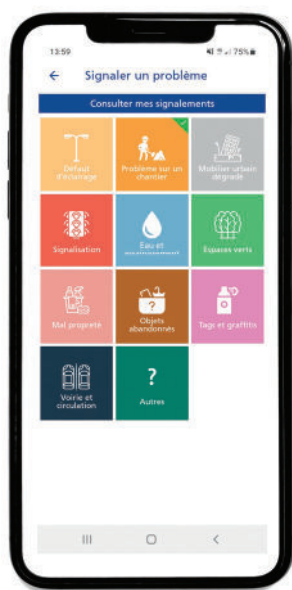 13:59
75%
Signaler un problème
Consulter mes signalements
Défaut
d'éclairage
Problème sur un
chantier
Mobilier urbain
dégradé
Signalisation
Eau et
assainissement
Espaces verts
Mal propreté
Objets
abandonnés
Tags et graffitis
Voirie et
circulation
?
Autres